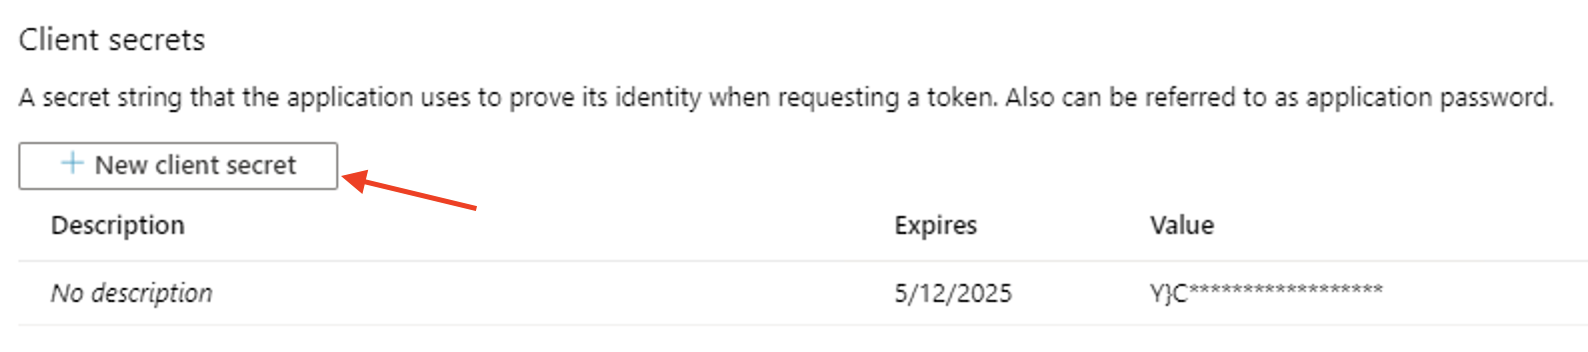 Client secrets
A secret string that the application uses to prove its identity when requesting a token. Also can be referred to as application password.
+ New client secret
Description Expires Value
No description 5/12/2025 Y}C******************